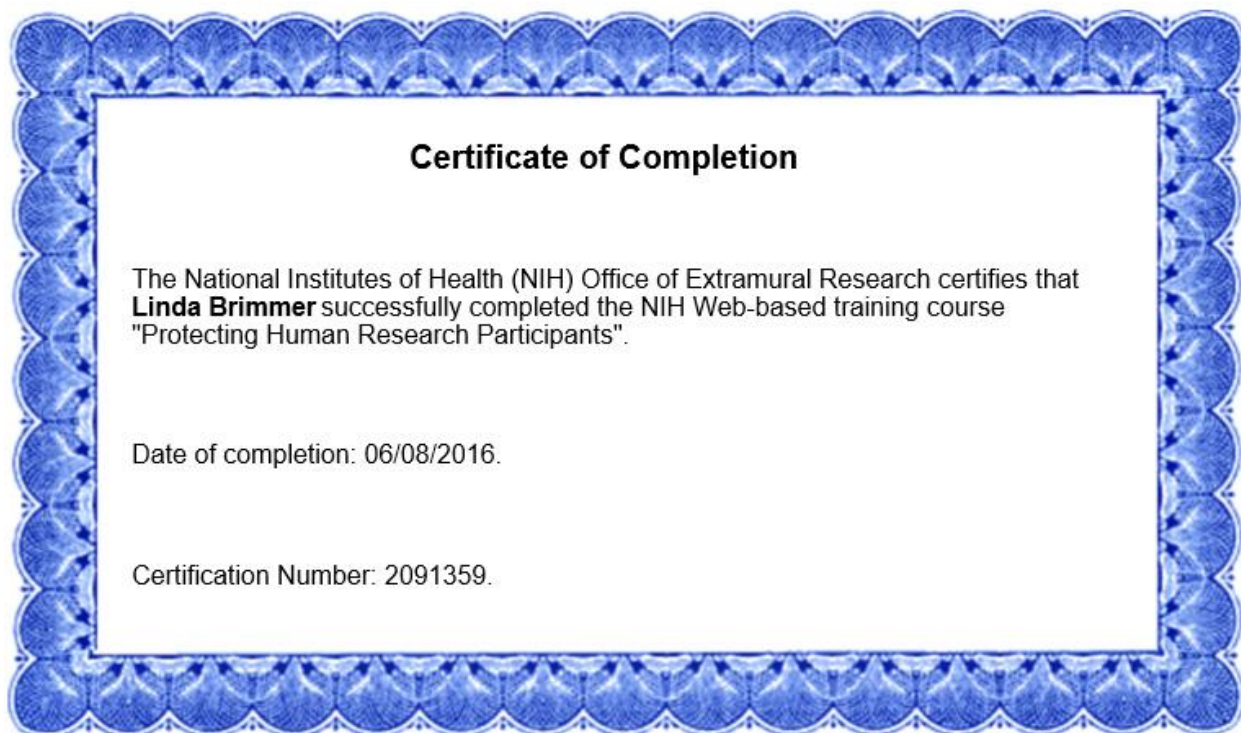 Certificate of Completion
The National Institutes of Health (NIH) Office of Extramural Research certifies that
Linda Brimmer successfully completed the NIH Web-based training course
"Protecting Human Research Participants".
Date of completion: 06/08/2016.
Certification Number: 2091359.